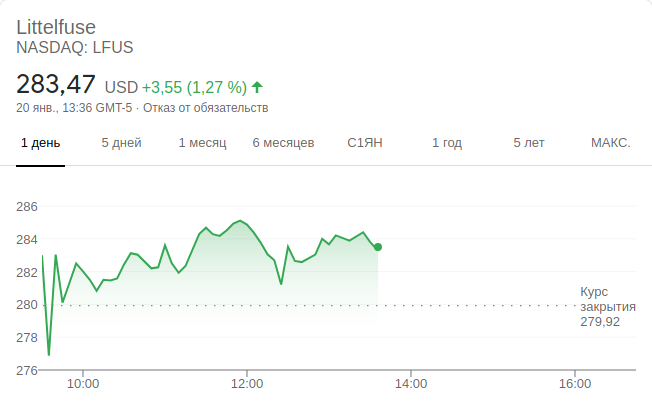 Littelfuse
NASDAQ: LFUS
283,47 USD +3,55 (1,27 %)
20 янв., 13:36 GMT-5 · Отказ от обязательств
1 день 5 дней 1 месяц 6 месяцев С1ЯН 1 год 5 лет МАКС.
286
284
282
280
278
276
Курс
закрытия
279,92
10:00 12:00 14:00 16:00